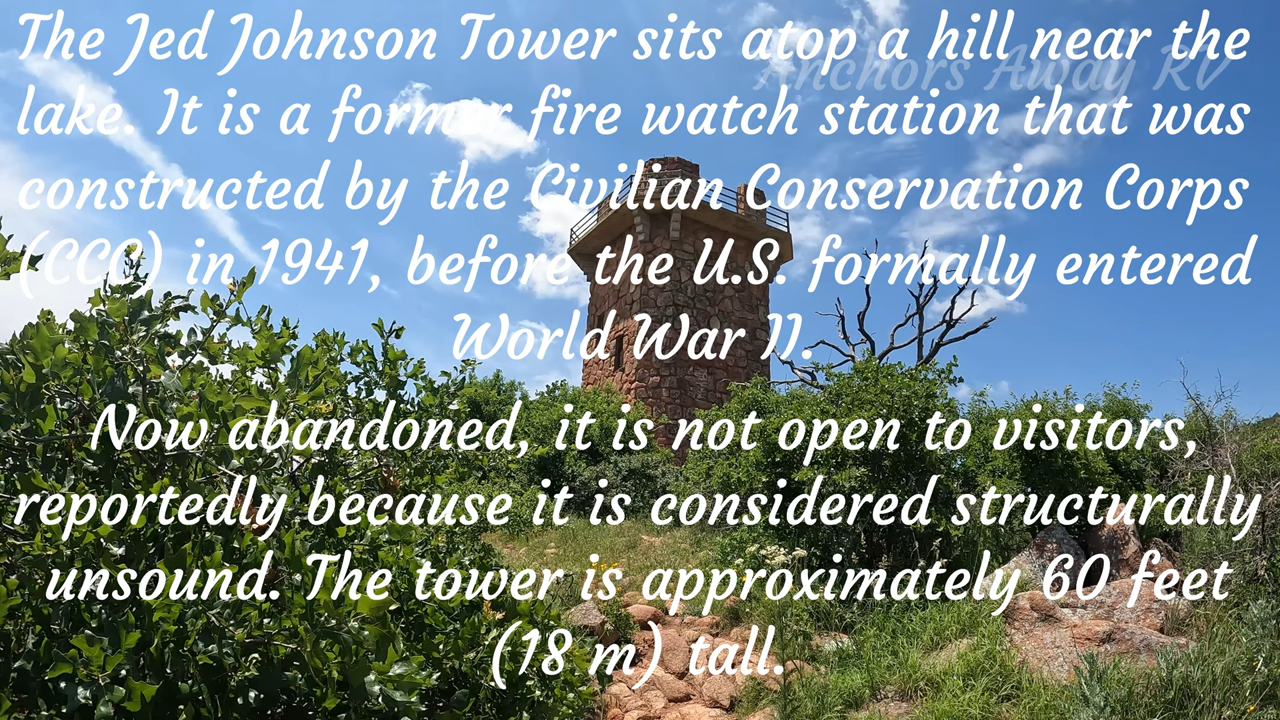 The Jed Johnson Tower sits atop a hill near the
Anchors Away RV
lake. It is a former fire watch station that was
constructed by the Civilian Conservation Corps
(CCC) in 1941, before the U.S. formally entered
World War II.
Now abandoned, it is not open to visitors,
reportedly because it is considered structurally
unsound. The tower is approximately 60 feet
(18 m) tall.